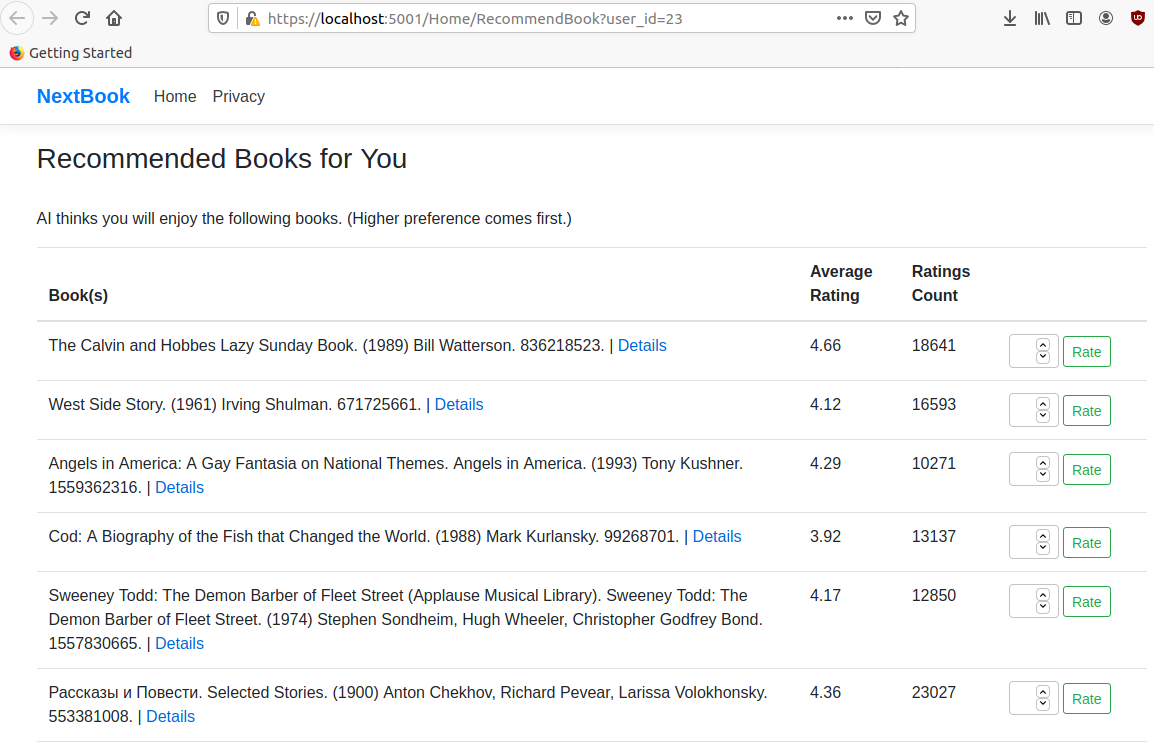 https://localhost:5001/Home/RecommendBook?user_id=23
Getting Started
NextBook Home Privacy
Recommended Books for You
AI thinks you will enjoy the following books. (Higher preference comes first.)
Book(s) Average Rating Ratings Count
The Calvin and Hobbes Lazy Sunday Book. (1989) Bill Watterson. 836218523. | Details 4.66 18641 Rate
West Side Story. (1961) Irving Shulman. 671725661. | Details 4.12 16593 Rate
Angels in America: A Gay Fantasia on National Themes. Angels in America. (1993) Tony Kushner. 4.29 10271 Rate
1559362316. | Details
Cod: A Biography of the Fish that Changed the World. (1988) Mark Kurlansky. 99268701. | Details 3.92 13137 Rate
Sweeney Todd: The Demon Barber of Fleet Street (Applause Musical Library). Sweeney Todd: The 4.17 12850 Rate
Demon Barber of Fleet Street. (1974) Stephen Sondheim, Hugh Wheeler, Christopher Godfrey Bond.
1557830665. | Details
Рассказы и Повести. Selected Stories. (1900) Anton Chekhov, Richard Pevear, Larissa Volokhonsky. 4.36 23027 Rate
553381008. | Details